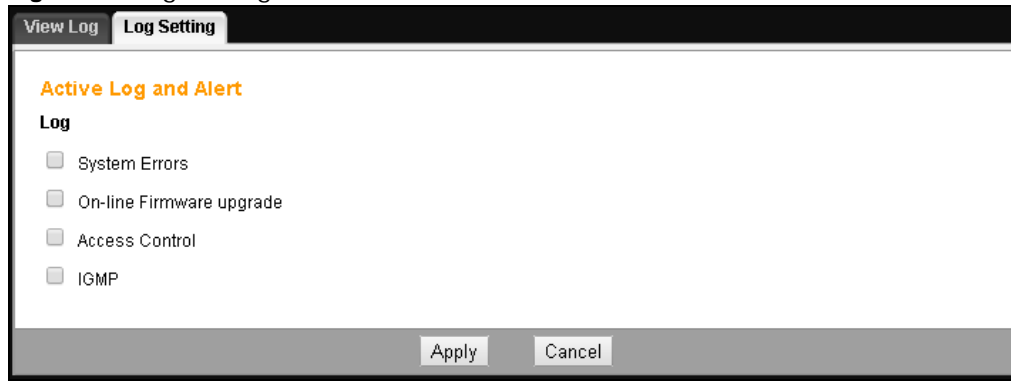 View Log Log Setting
Active Log and Alert
Log
System Errors
On-line Firmware upgrade
Access Control
IGMP
Apply Cancel